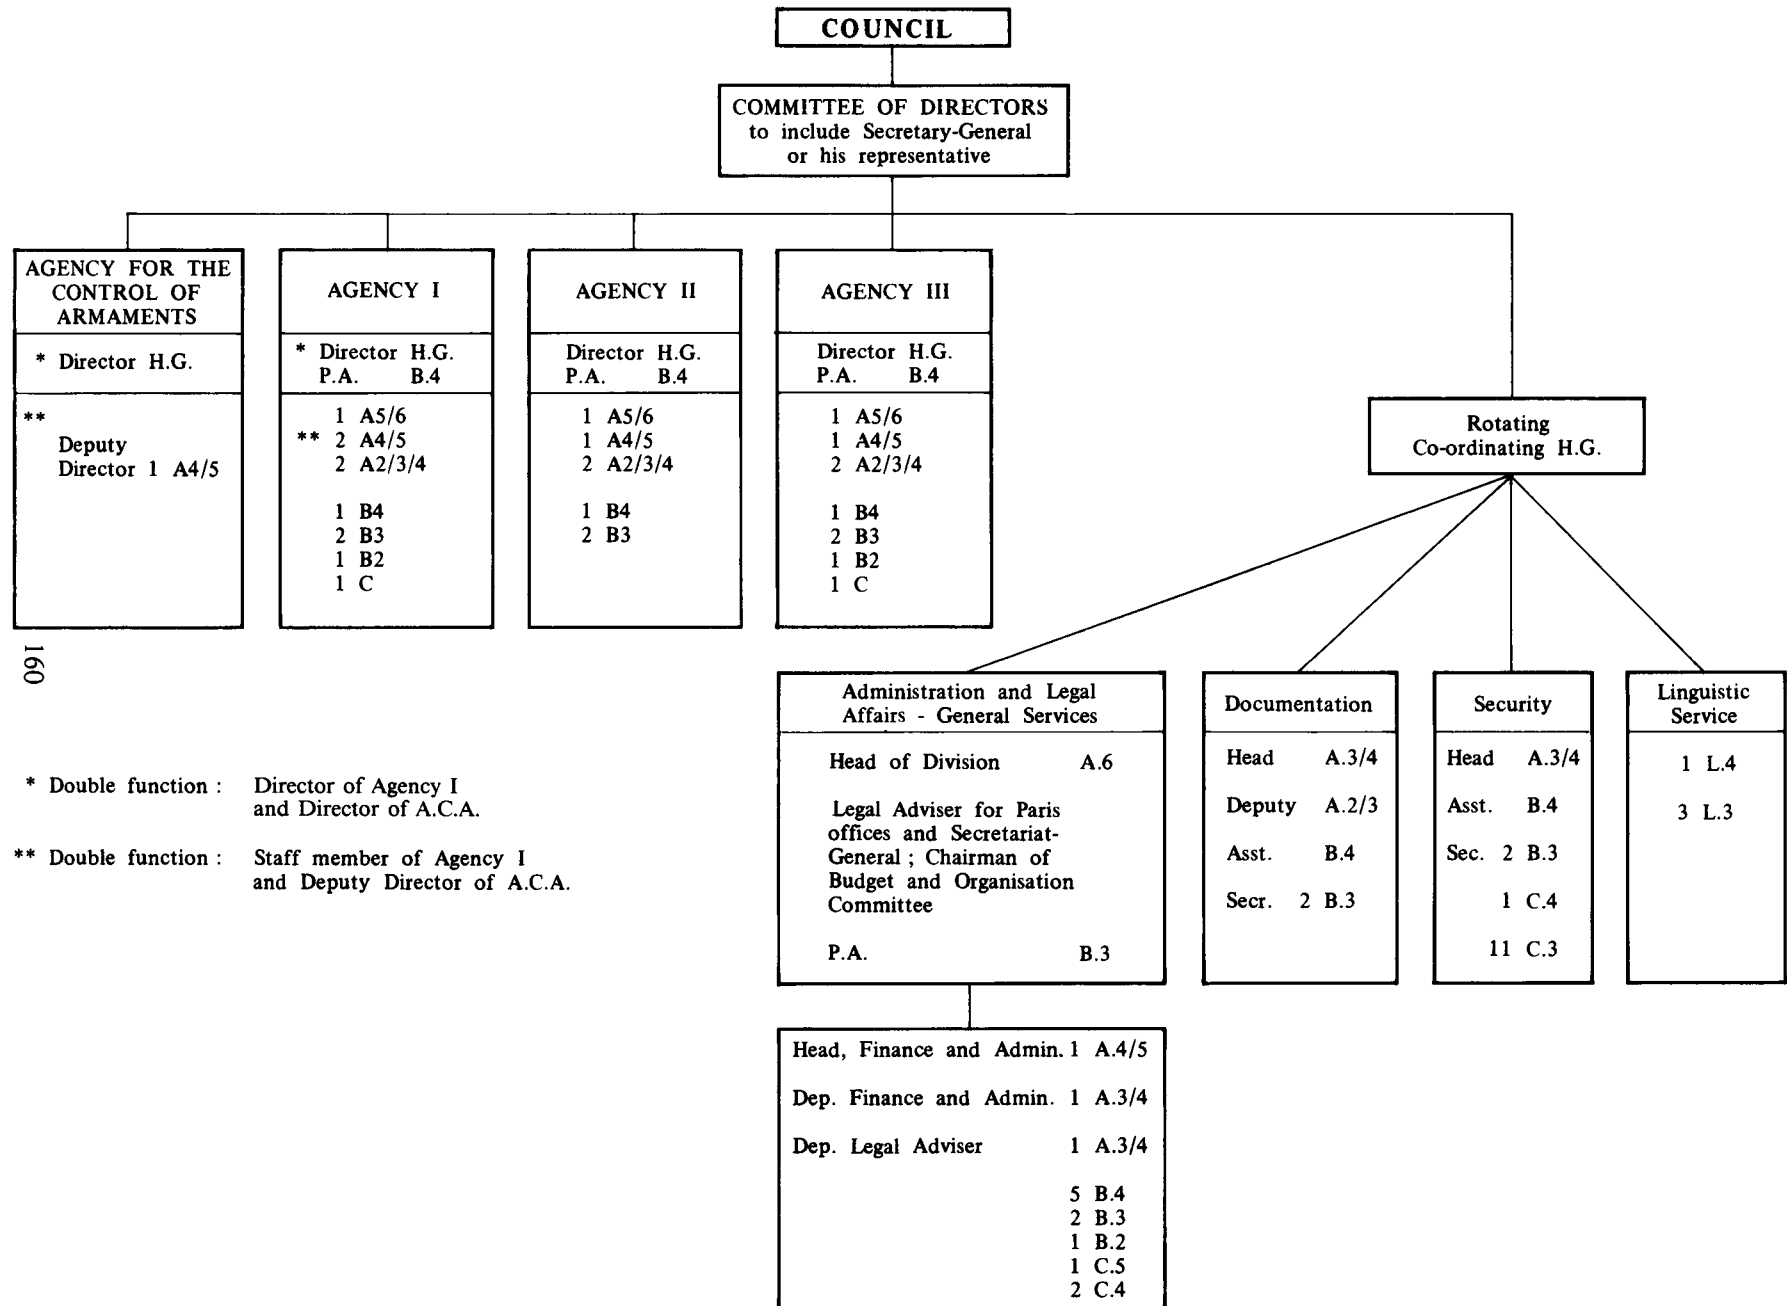 COUNCIL
COMMITTEE OF DIRECTORS
to include Secretary-General
or his representative
AGENCY FOR THE
CONTROL OF
ARMAMENTS
* Director H.G.
**
Deputy
Director 1 A4/5
AGENCY I
* Director H.G.
P.A. B.4
1 A5/6
** 2 A4/5
2 A2/3/4
1 B4
2 B3
1 B2
1 C
AGENCY II
Director H.G.
P.A. B.4
1 A5/6
1 A4/5
2 A2/3/4
1 B4
2 B3
AGENCY III
Director H.G.
P.A. B.4
1 A5/6
1 A4/5
2 A2/3/4
1 B4
2 B3
1 B2
1 C
Rotating
Co-ordinating H.G.
Administration and Legal
Affairs - General Services
Head of Division A.6
Legal Adviser for Paris
offices and Secretariat-
General ; Chairman of
Budget and Organisation
Committee
P.A. B.3
Documentation
Head A.3/4
Deputy A.2/3
Asst. B.4
Secr. 2 B.3
Security
Head A.3/4
Asst. B.4
Sec. 2 B.3
1 C.4
11 C.3
Linguistic
Service
1 L.4
3 L.3
Head, Finance and Admin. 1 A.4/5
Dep. Finance and Admin. 1 A.3/4
Dep. Legal Adviser 1 A.3/4
5 B.4
2 B.3
1 B.2
1 C.5
2 C.4
160
* Double function : Director of Agency I
and Director of A.C.A.
** Double function : Staff member of Agency I
and Deputy Director of A.C.A.